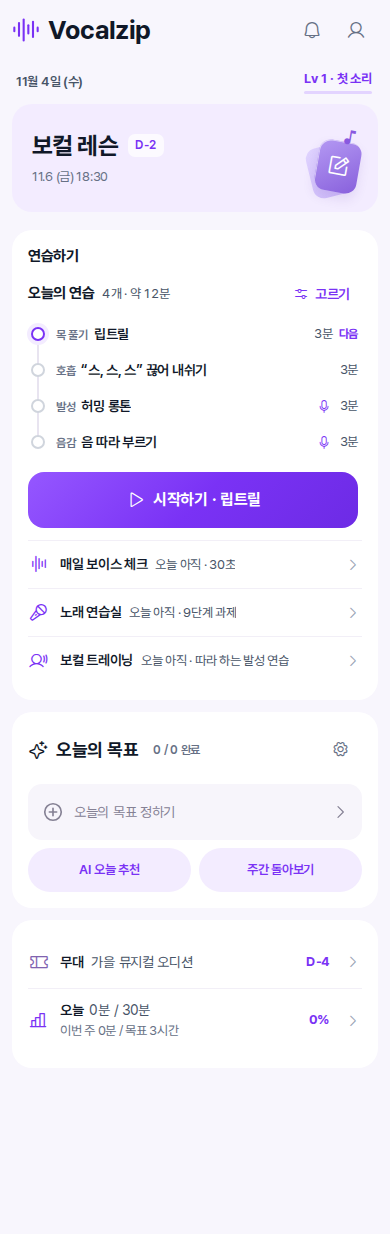 Vocalzip
11월 4일 (수)
Lv 1 · 첫 소리
보컬 레슨 D-2
11.6 (금) 18:30
연습하기
오늘의 연습 4개 · 약 12분 고르기
목 풀기 립트릴 3분 다음
호흡 “스, 스, 스” 끊어 내쉬기 3분
발성 허밍 롱톤 3분
음감 음 따라 부르기 3분
시작하기 · 립트릴
매일 보이스 체크 오늘 아직 · 30초
노래 연습실 오늘 아직 · 9단계 과제
보컬 트레이닝 오늘 아직 · 따라 하는 발성 연습
오늘의 목표 0 / 0 완료
오늘의 목표 정하기
AI 오늘 추천 주간 돌아보기
무대 가을 뮤지컬 오디션 D-4
오늘 0분 / 30분 0%
이번 주 0분 / 목표 3시간